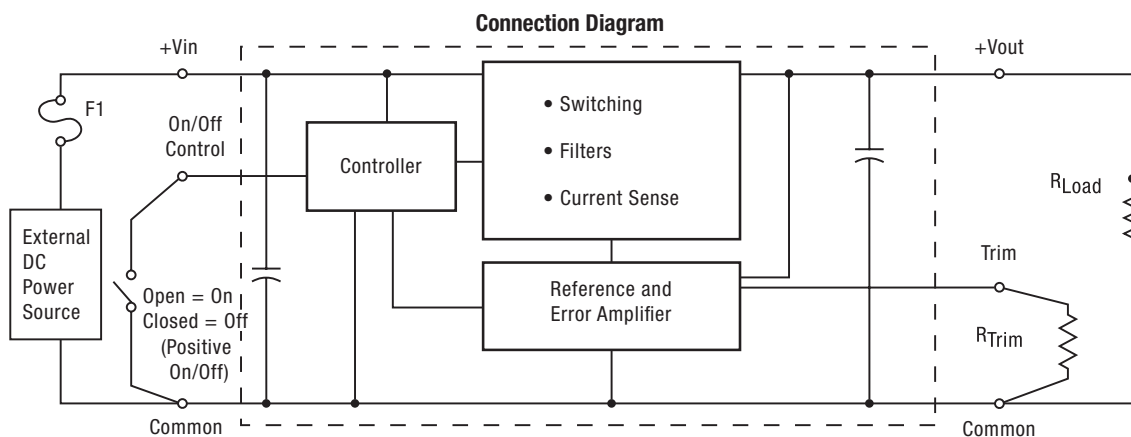 Connection Diagram
+Vin
+Vout
F1
On/Off
Control
Controller
• Switching
• Filters
• Current Sense
RLoad
External
DC
Power
Source
Open = On
Closed = Off
(Positive
On/Off)
Reference and
Error Amplifier
Trim
RTrim
Common
Common